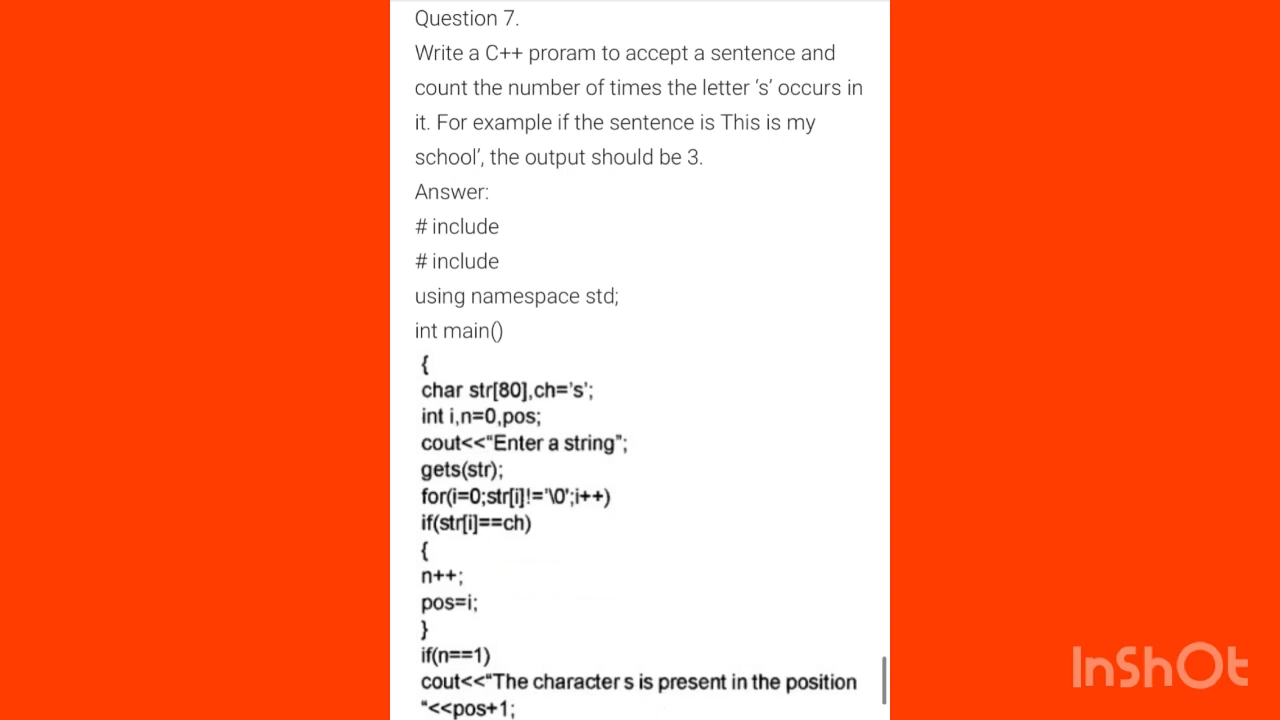 Question 7.
Write a C++ proram to accept a sentence and
count the number of times the letter ‘s’ occurs in
it. For example if the sentence is This is my
school’, the output should be 3.
Answer:
# include
# include
using namespace std;
int main()
{
char str[80],ch='s';
int i,n=0,pos;
cout<<"Enter a string";
gets(str);
for(i=0;str[i]!='\0';i++)
if(str[i]==ch)
{
n++;
pos=i;
}
if(n==1)
cout<<"The character s is present in the position
"<<pos+1;
InShOt